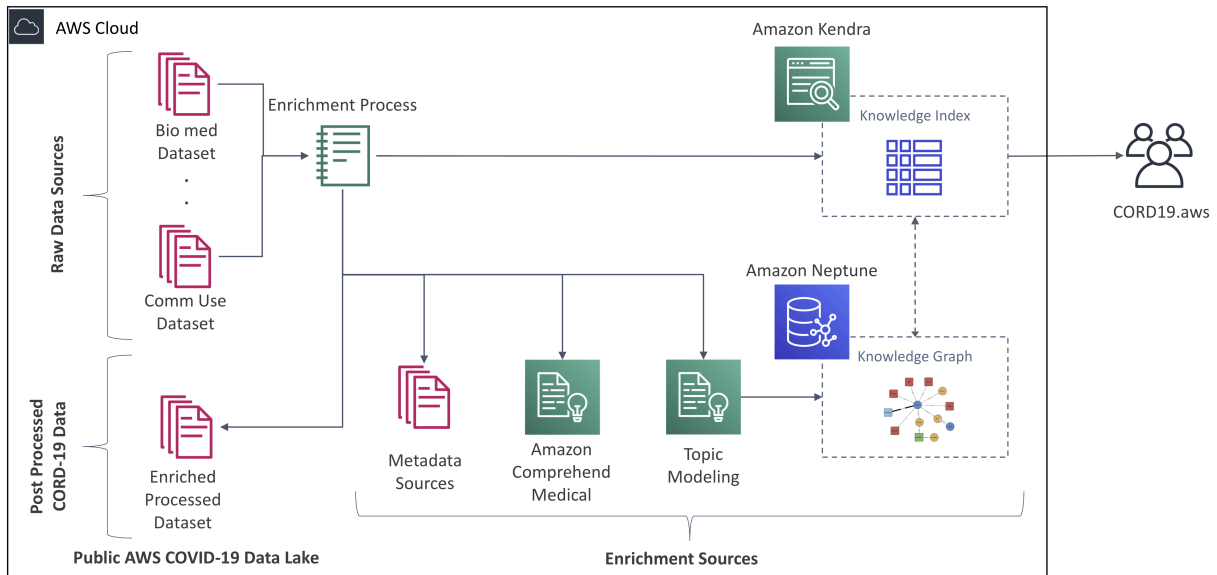 AWS Cloud
Amazon Kendra
Enrichment Process
Knowledge Index
Bio med
Dataset
.
.
Raw Data Sources
CORD19.aws
Amazon Neptune
Comm Use
Dataset
Knowledge Graph
Post Processed
CORD-19 Data
Enriched
Processed
Dataset
Metadata
Sources
Amazon
Comprehend
Medical
Topic
Modeling
Public AWS COVID-19 Data Lake
Enrichment Sources